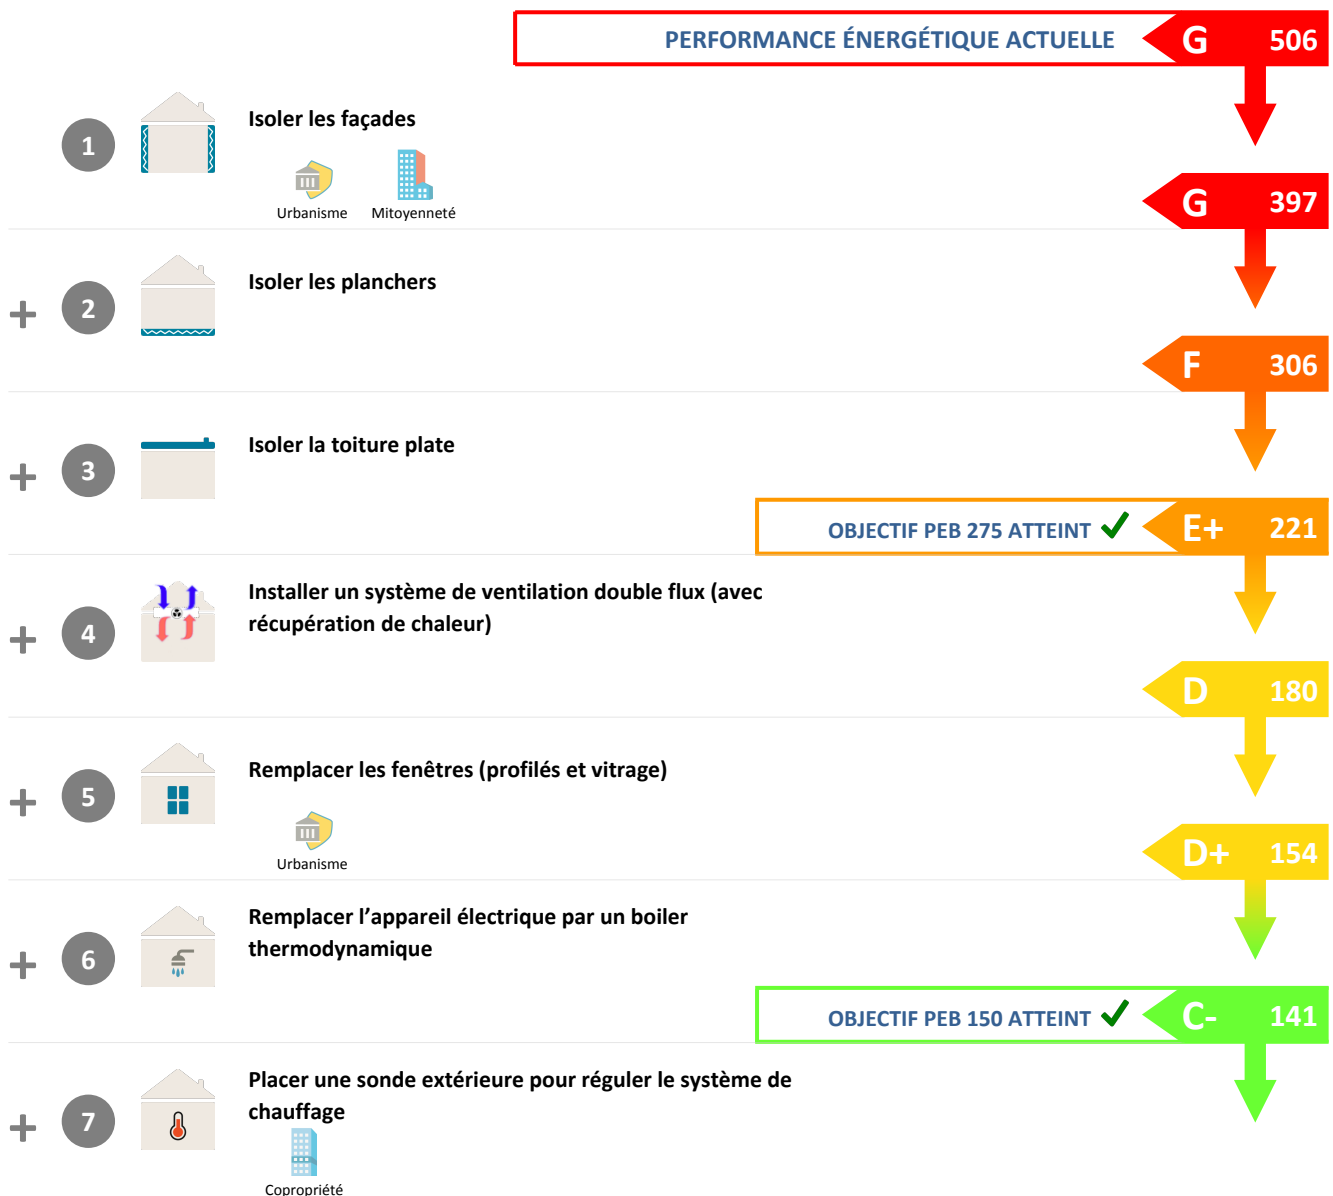 PERFORMANCE ÉNERGÉTIQUE ACTUELLE G 506
1 Isoler les façades
Urbanisme Mitoyenneté
G 397
+ 2 Isoler les planchers
F 306
+ 3 Isoler la toiture plate
OBJECTIF PEB 275 ATTEINT ✓ E+ 221
+ 4 Installer un système de ventilation double flux (avec
récupération de chaleur)
D 180
+ 5 Remplacer les fenêtres (profilés et vitrage)
Urbanisme
D+ 154
+ 6 Remplacer l’appareil électrique par un boiler
thermodynamique
OBJECTIF PEB 150 ATTEINT ✓ C- 141
+ 7 Placer une sonde extérieure pour réguler le système de
chauffage
Copropriété